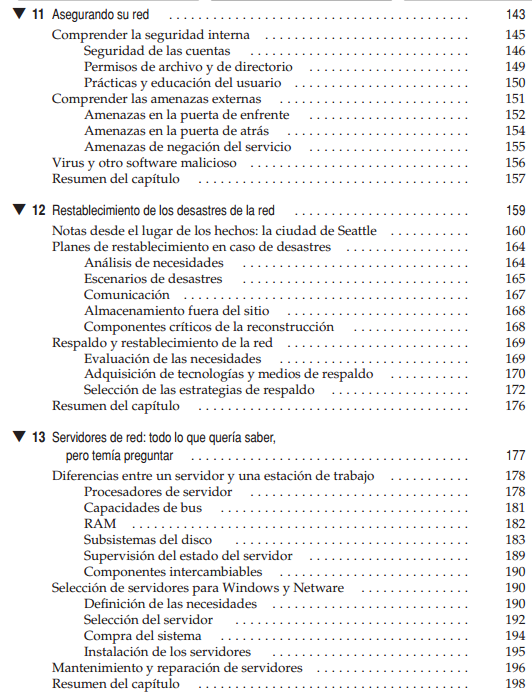 ▼ 11 Asegurando su red . . . . . . . . . . . . . . . . . . . . 143
Comprender la seguridad interna . . . . . . . . . . . . . . . . . . . . 145
Seguridad de las cuentas . . . . . . . . . . . . . . . . . . . . 146
Permisos de archivo y de directorio . . . . . . . . . . . . . . . . . . . . 149
Prácticas y educación del usuario . . . . . . . . . . . . . . . . . . . . 150
Comprender las amenazas externas . . . . . . . . . . . . . . . . . . . . 151
Amenazas en la puerta de enfrente . . . . . . . . . . . . . . . . . . . . 152
Amenazas en la puerta de atrás . . . . . . . . . . . . . . . . . . . . 154
Amenazas de negación del servicio . . . . . . . . . . . . . . . . . . . . 155
Virus y otro software malicioso . . . . . . . . . . . . . . . . . . . . 156
Resumen del capítulo . . . . . . . . . . . . . . . . . . . . 157
▼ 12 Restablecimiento de los desastres de la red . . . . . . . . . . . . . . . . . . . . 159
Notas desde el lugar de los hechos: la ciudad de Seattle . . . . . . . . . . 160
Planes de restablecimiento en caso de desastres . . . . . . . . . . . . . 164
Análisis de necesidades . . . . . . . . . . . . . . . . . . . . 164
Escenarios de desastres . . . . . . . . . . . . . . . . . . . . 165
Comunicación . . . . . . . . . . . . . . . . . . . . 167
Almacenamiento fuera del sitio . . . . . . . . . . . . . . . . . . . . 168
Componentes críticos de la reconstrucción . . . . . . . . . . . . . . . 168
Respaldo y restablecimiento de la red . . . . . . . . . . . . . . . . . . . . 169
Evaluación de las necesidades . . . . . . . . . . . . . . . . . . . . 169
Adquisición de tecnologías y medios de respaldo . . . . . . . . . . 170
Selección de las estrategias de respaldo . . . . . . . . . . . . . . . . 172
Resumen del capítulo . . . . . . . . . . . . . . . . . . . . 176
▼ 13 Servidores de red: todo lo que quería saber,
pero temía preguntar . . . . . . . . . . . . . . . . . . . . 177
Diferencias entre un servidor y una estación de trabajo . . . . . . . . . . 178
Procesadores de servidor . . . . . . . . . . . . . . . . . . . . 178
Capacidades de bus . . . . . . . . . . . . . . . . . . . . 181
RAM . . . . . . . . . . . . . . . . . . . . 182
Subsistemas del disco . . . . . . . . . . . . . . . . . . . . 183
Supervisión del estado del servidor . . . . . . . . . . . . . . . . . . . . 189
Componentes intercambiables . . . . . . . . . . . . . . . . . . . . 190
Selección de servidores para Windows y Netware . . . . . . . . . . . . . 190
Definición de las necesidades . . . . . . . . . . . . . . . . . . . . 190
Selección del servidor . . . . . . . . . . . . . . . . . . . . 192
Compra del sistema . . . . . . . . . . . . . . . . . . . . 194
Instalación de los servidores . . . . . . . . . . . . . . . . . . . . 195
Mantenimiento y reparación de servidores . . . . . . . . . . . . . . . . . 196
Resumen del capítulo . . . . . . . . . . . . . . . . . . . . 198